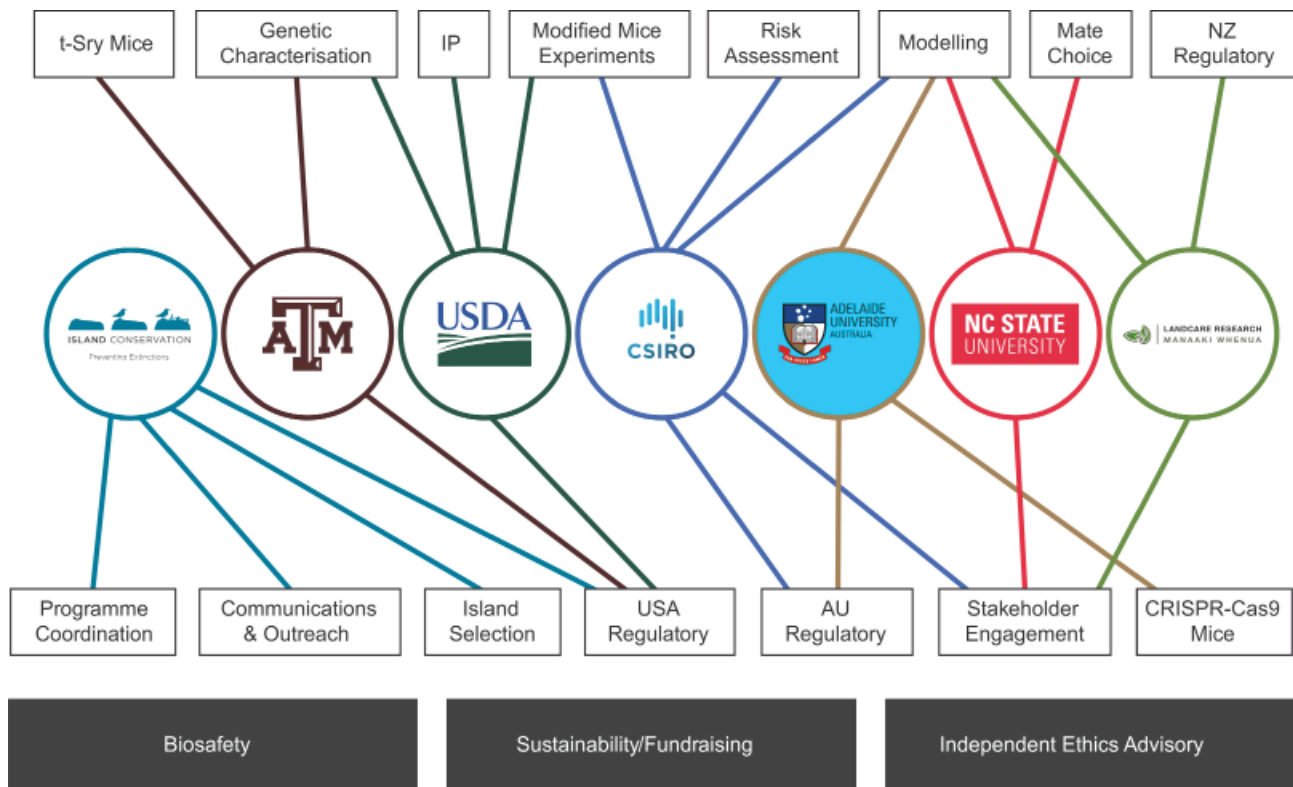 t-Sry Mice
Genetic
Characterisation
IP
Modified Mice
Experiments
Risk
Assessment
Modelling
Mate
Choice
NZ
Regulatory
ISLAND CONSERVATION
Preventing Extinctions
ATM
USDA
CSIRO
ADELAIDE
UNIVERSITY
AUSTRALIA
NC STATE
UNIVERSITY
LANDCARE RESEARCH
MANAAKI WHENUA
Programme
Coordination
Communications
& Outreach
Island
Selection
USA
Regulatory
AU
Regulatory
Stakeholder
Engagement
CRISPR-Cas9
Mice
Biosafety
Sustainability/Fundraising
Independent Ethics Advisory